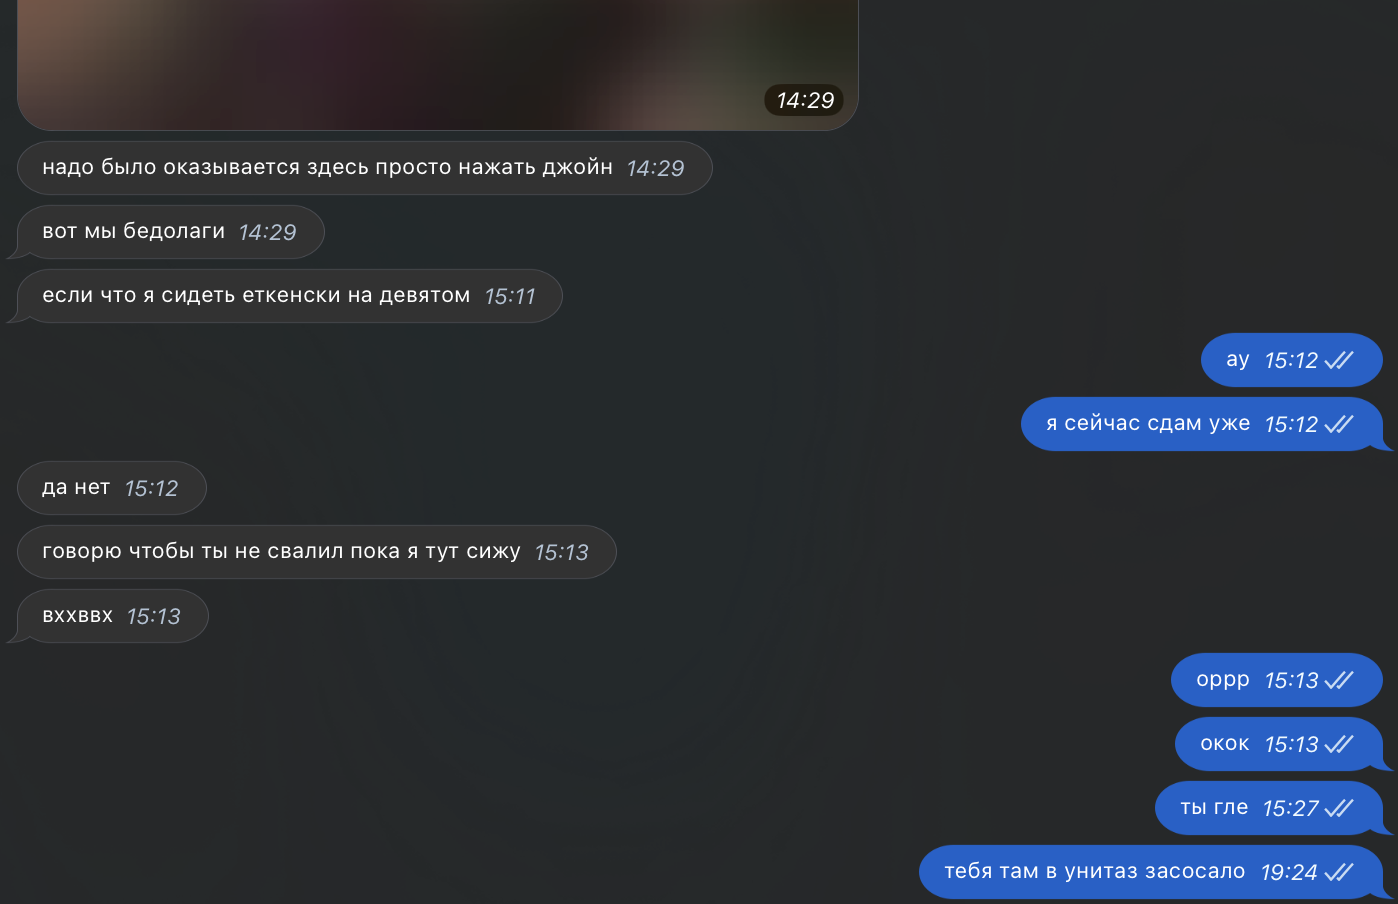 14:29
надо было оказывается здесь просто нажать джойн 14:29
вот мы бедолаги 14:29
если что я сидеть еткенски на девятом 15:11
ау 15:12
я сейчас сдам уже 15:12
да нет 15:12
говорю чтобы ты не свалил пока я тут сижу 15:13
вххввх 15:13
оррр 15:13
окок 15:13
ты гле 15:27
тебя там в унитаз засосало 19:24